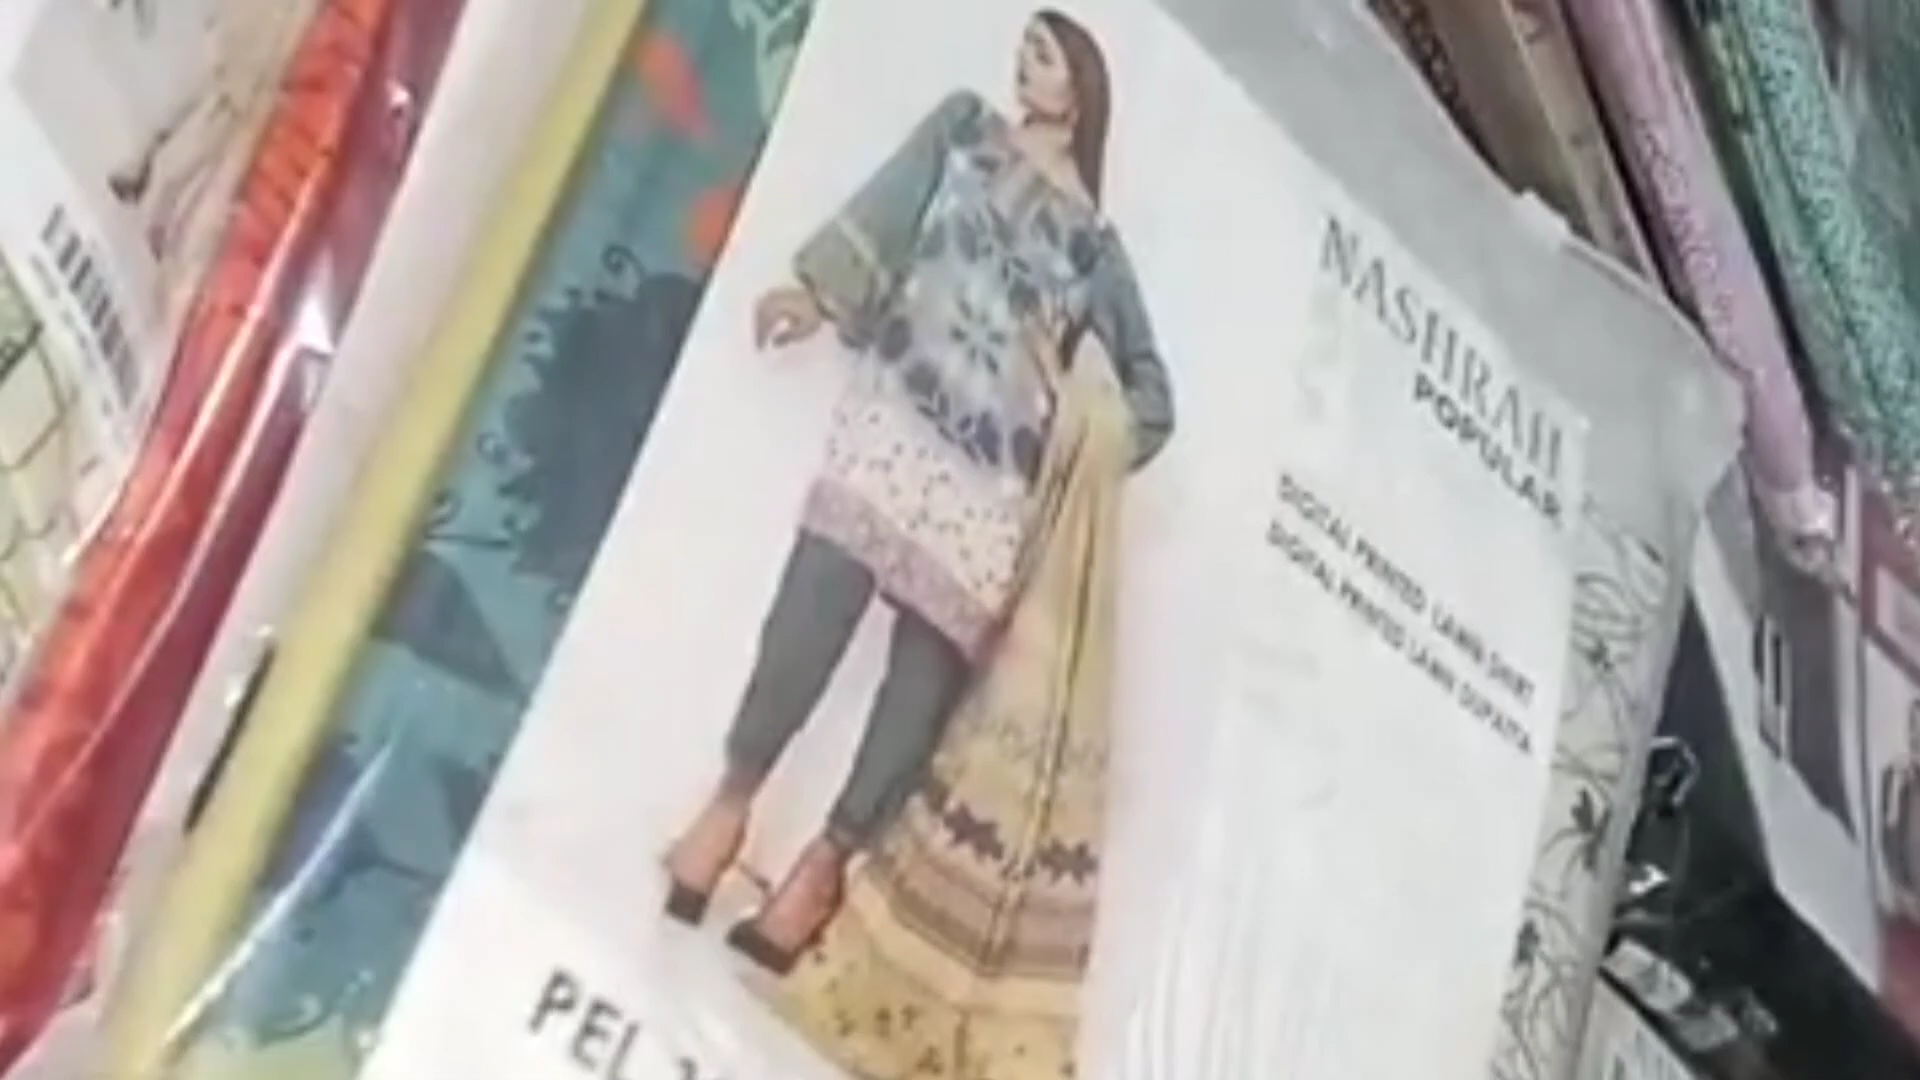 NASHRAH
POPULAR
DIGITAL PRINTED LAWN SHIRT
DIGITAL PRINTED LAWN DUPATTA
PEL